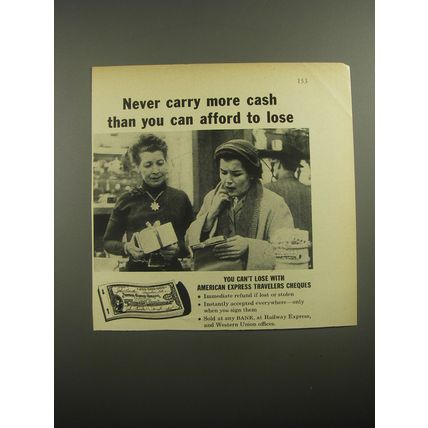 153
Never carry more cash
than you can afford to lose
YOU CAN'T LOSE WITH
AMERICAN EXPRESS TRAVELERS CHEQUES
• Immediate refund if lost or stolen
• Instantly accepted everywhere—only
when you sign them
• Sold at any BANK, at Railway Express,
and Western Union offices.